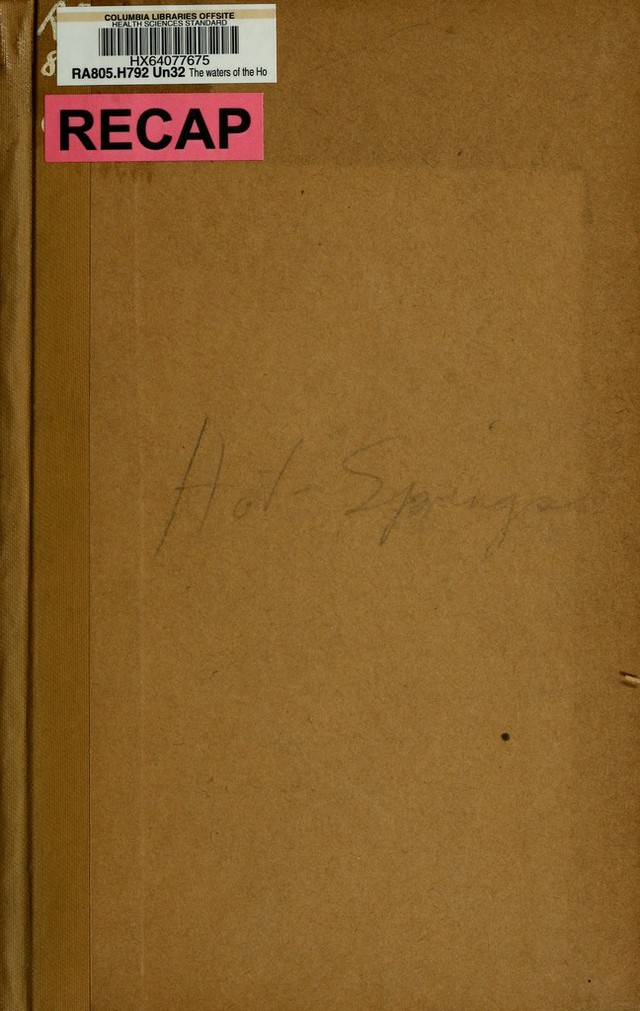 COLUMBIA LIBRARIES OFFSITE
HEALTH SCIENCES STANDARD
HX64077675
RA805.H792 Un32 The waters of the Ho
RECAP
Hot-Springs